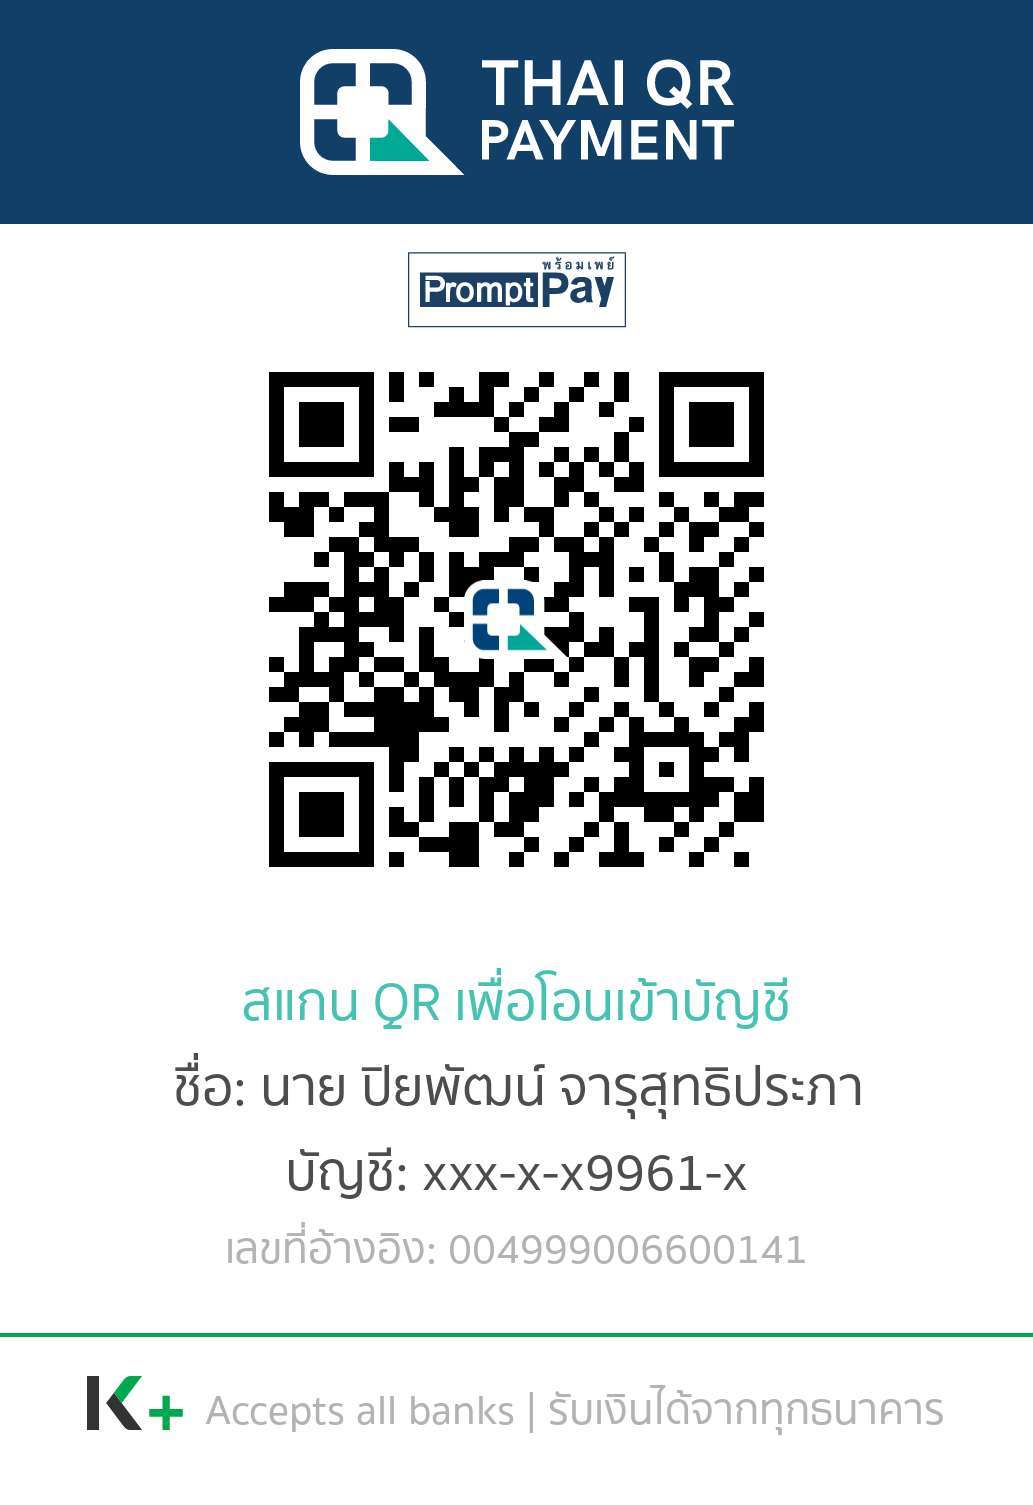 THAI QR
PAYMENT
พร้อมเพย์
PromptPay
สแกน QR เพื่อโอนเข้าบัญชี
ชื่อ: นาย ปิยพัฒน์ จารุสุทธิประภา
บัญชี: xxx-x-x9961-x
เลขที่อ้างอิง: 004999006600141
K+ Accepts all banks | รับเงินได้จากทุกธนาคาร